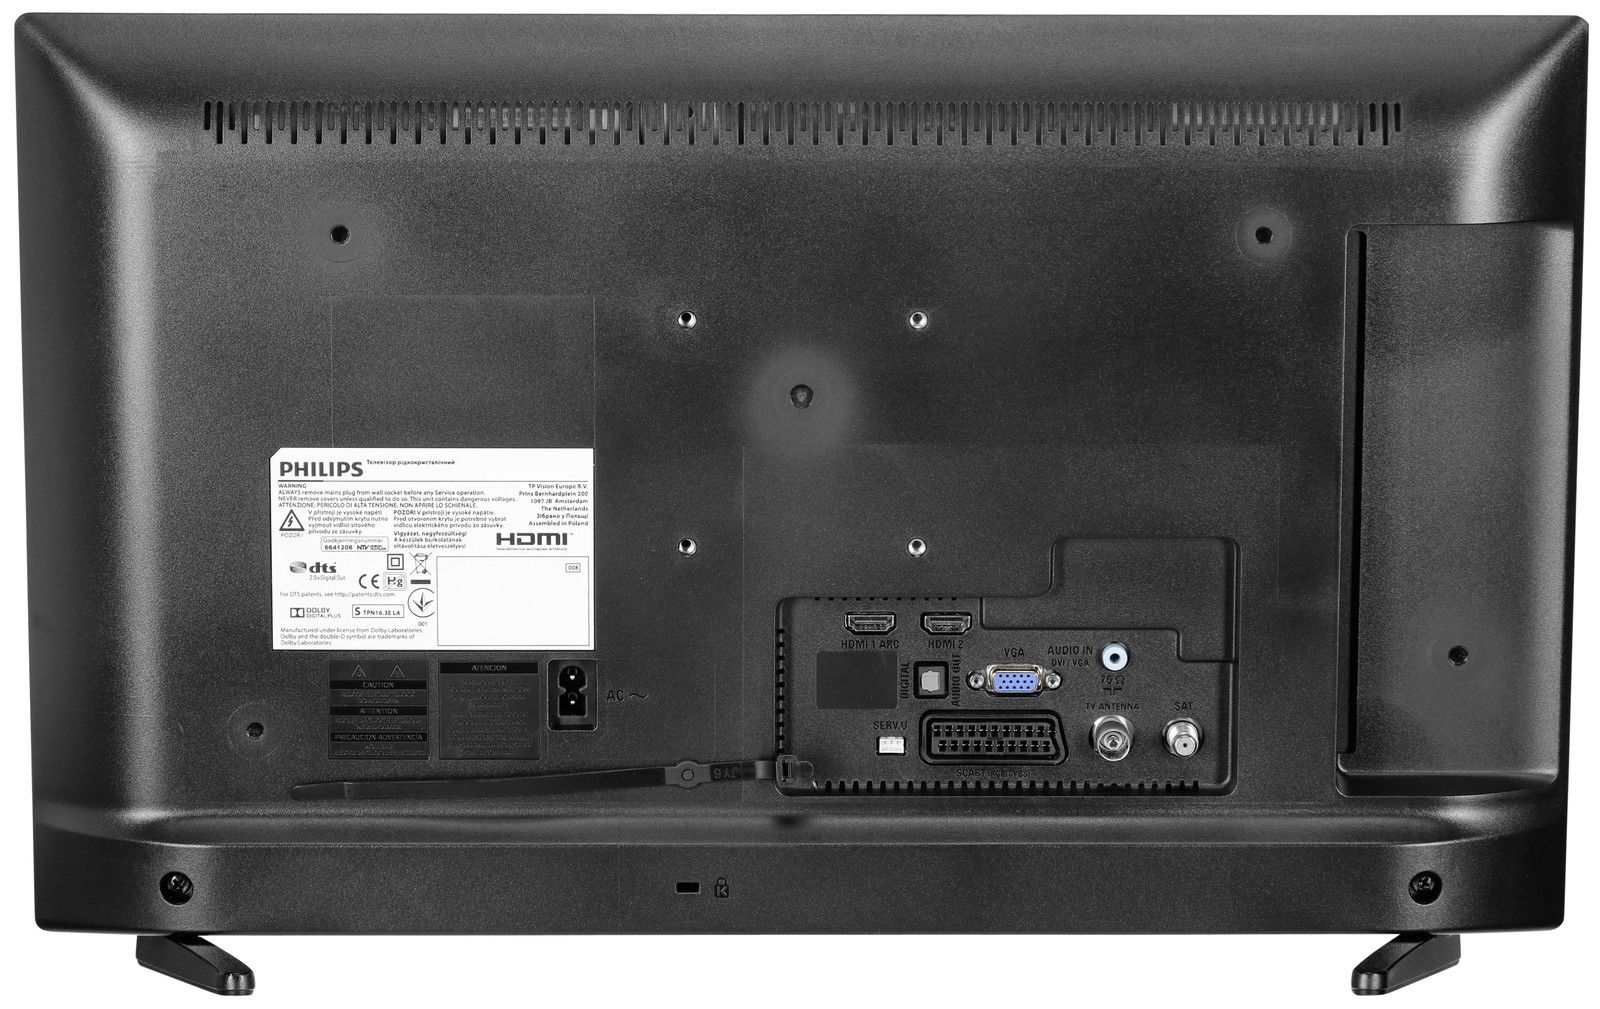 PHILIPS Телевізор рідкокристалічний
WARNING
ALWAYS remove mains plug from wall socket before any Service operation.
NEVER remove covers unless qualified to do so. This unit contains dangerous voltages.
ATTENZIONE: PERICOLO DI ALTA TENSIONE, NON APRIRE LO SCHIENALE.
TP Vision Europe B.V.
Prins Bernhardplein 200
1097 JB Amsterdam
The Netherlands
Зібрано у Польщі
Assembled in Poland
V přístroji je vysoké napětí
Před odejmutím krytu nutno
vyjmout vidlici síťového
přívodu ze zásuvky.
POZOR!
POZOR! V prístroji je vysoké napätie.
Pred otvorením krytu je potrebné vybrať
vidlicu elektrického prívodu zo zásuvky.
Vigyázat, nagyfeszültség!
A készülek burkolatának
eltávolítása életveszélyes!
HDMI
Godkjenningsnummer
6641206
dts
2.0+Digital Out
CE
Hg
008
For DTS patents, see http://patents.dts.com.
DOLBY
DIGITAL PLUS
S TPN16.3E LA
001
Manufactured under license from Dolby Laboratories.
Dolby and the double-D symbol are trademarks of
Dolby Laboratories.
CAUTION
ATTENTION
PRECAUCION ADVERTENCIA
ATENCION
AC ~
HDMI 1 ARC
HDMI 2
DIGITAL
AUDIO OUT
VGA
AUDIO IN
DVI / VGA
75 Ω
TV ANTENNA
SAT
SERV.U
SCART (RGB/CVBS)
K